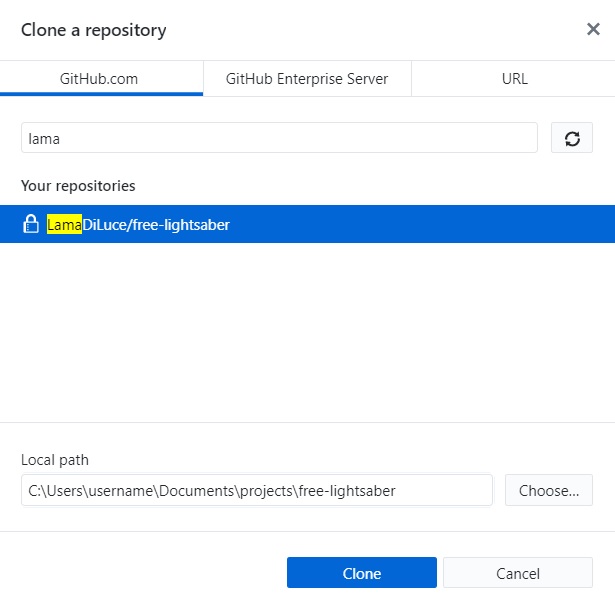 Clone a repository
GitHub.com GitHub Enterprise Server URL
lama
Your repositories
LamaDiLuce/free-lightsaber
Local path
C:\Users\username\Documents\projects\free-lightsaber Choose...
Clone Cancel